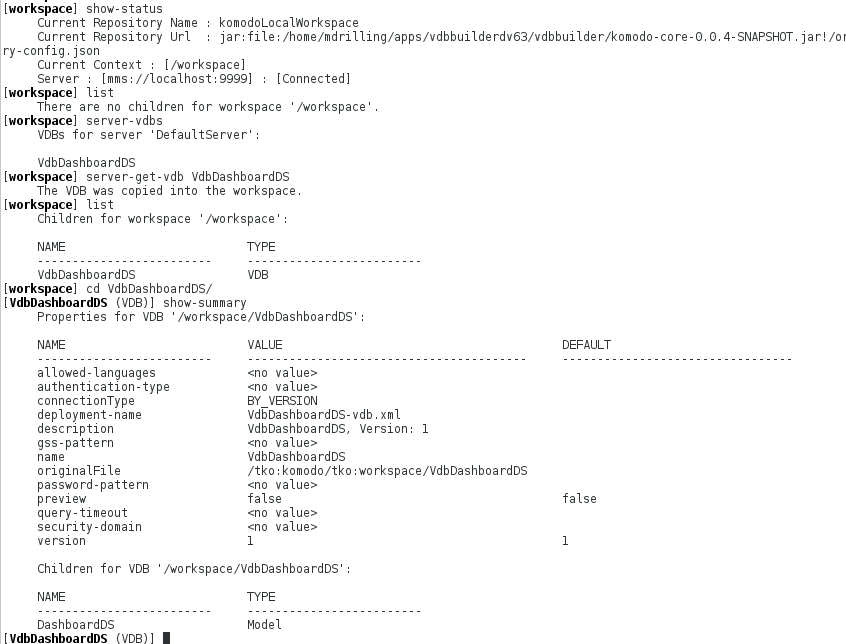 [workspace] show-status
Current Repository Name : komodoLocalWorkspace
Current Repository Url : jar:file:/home/mdrilling/apps/vdbbuilderdv63/vdbbuilder/komodo-core-0.0.4-SNAPSHOT.jar!/or
ry-config.json
Current Context : [/workspace]
Server : [mms://localhost:9999] : [Connected]
[workspace] list
There are no children for workspace '/workspace'.
[workspace] server-vdbs
VDBs for server 'DefaultServer':
VdbDashboardDS
[workspace] server-get-vdb VdbDashboardDS
The VDB was copied into the workspace.
[workspace] list
Children for workspace '/workspace':
NAME TYPE
------------------------- -------------------------
VdbDashboardDS VDB
[workspace] cd VdbDashboardDS/
[VdbDashboardDS (VDB)] show-summary
Properties for VDB '/workspace/VdbDashboardDS':
NAME VALUE DEFAULT
------------------------- ---------------------------------------- ---------------------------------
allowed-languages <no value>
authentication-type <no value>
connectionType BY_VERSION
deployment-name VdbDashboardDS-vdb.xml
description VdbDashboardDS, Version: 1
gss-pattern <no value>
name VdbDashboardDS
originalFile /tko:komodo/tko:workspace/VdbDashboardDS
password-pattern <no value>
preview false false
query-timeout <no value>
security-domain <no value>
version 1 1
Children for VDB '/workspace/VdbDashboardDS':
NAME TYPE
------------------------- -------------------------
DashboardDS Model
[VdbDashboardDS (VDB)]